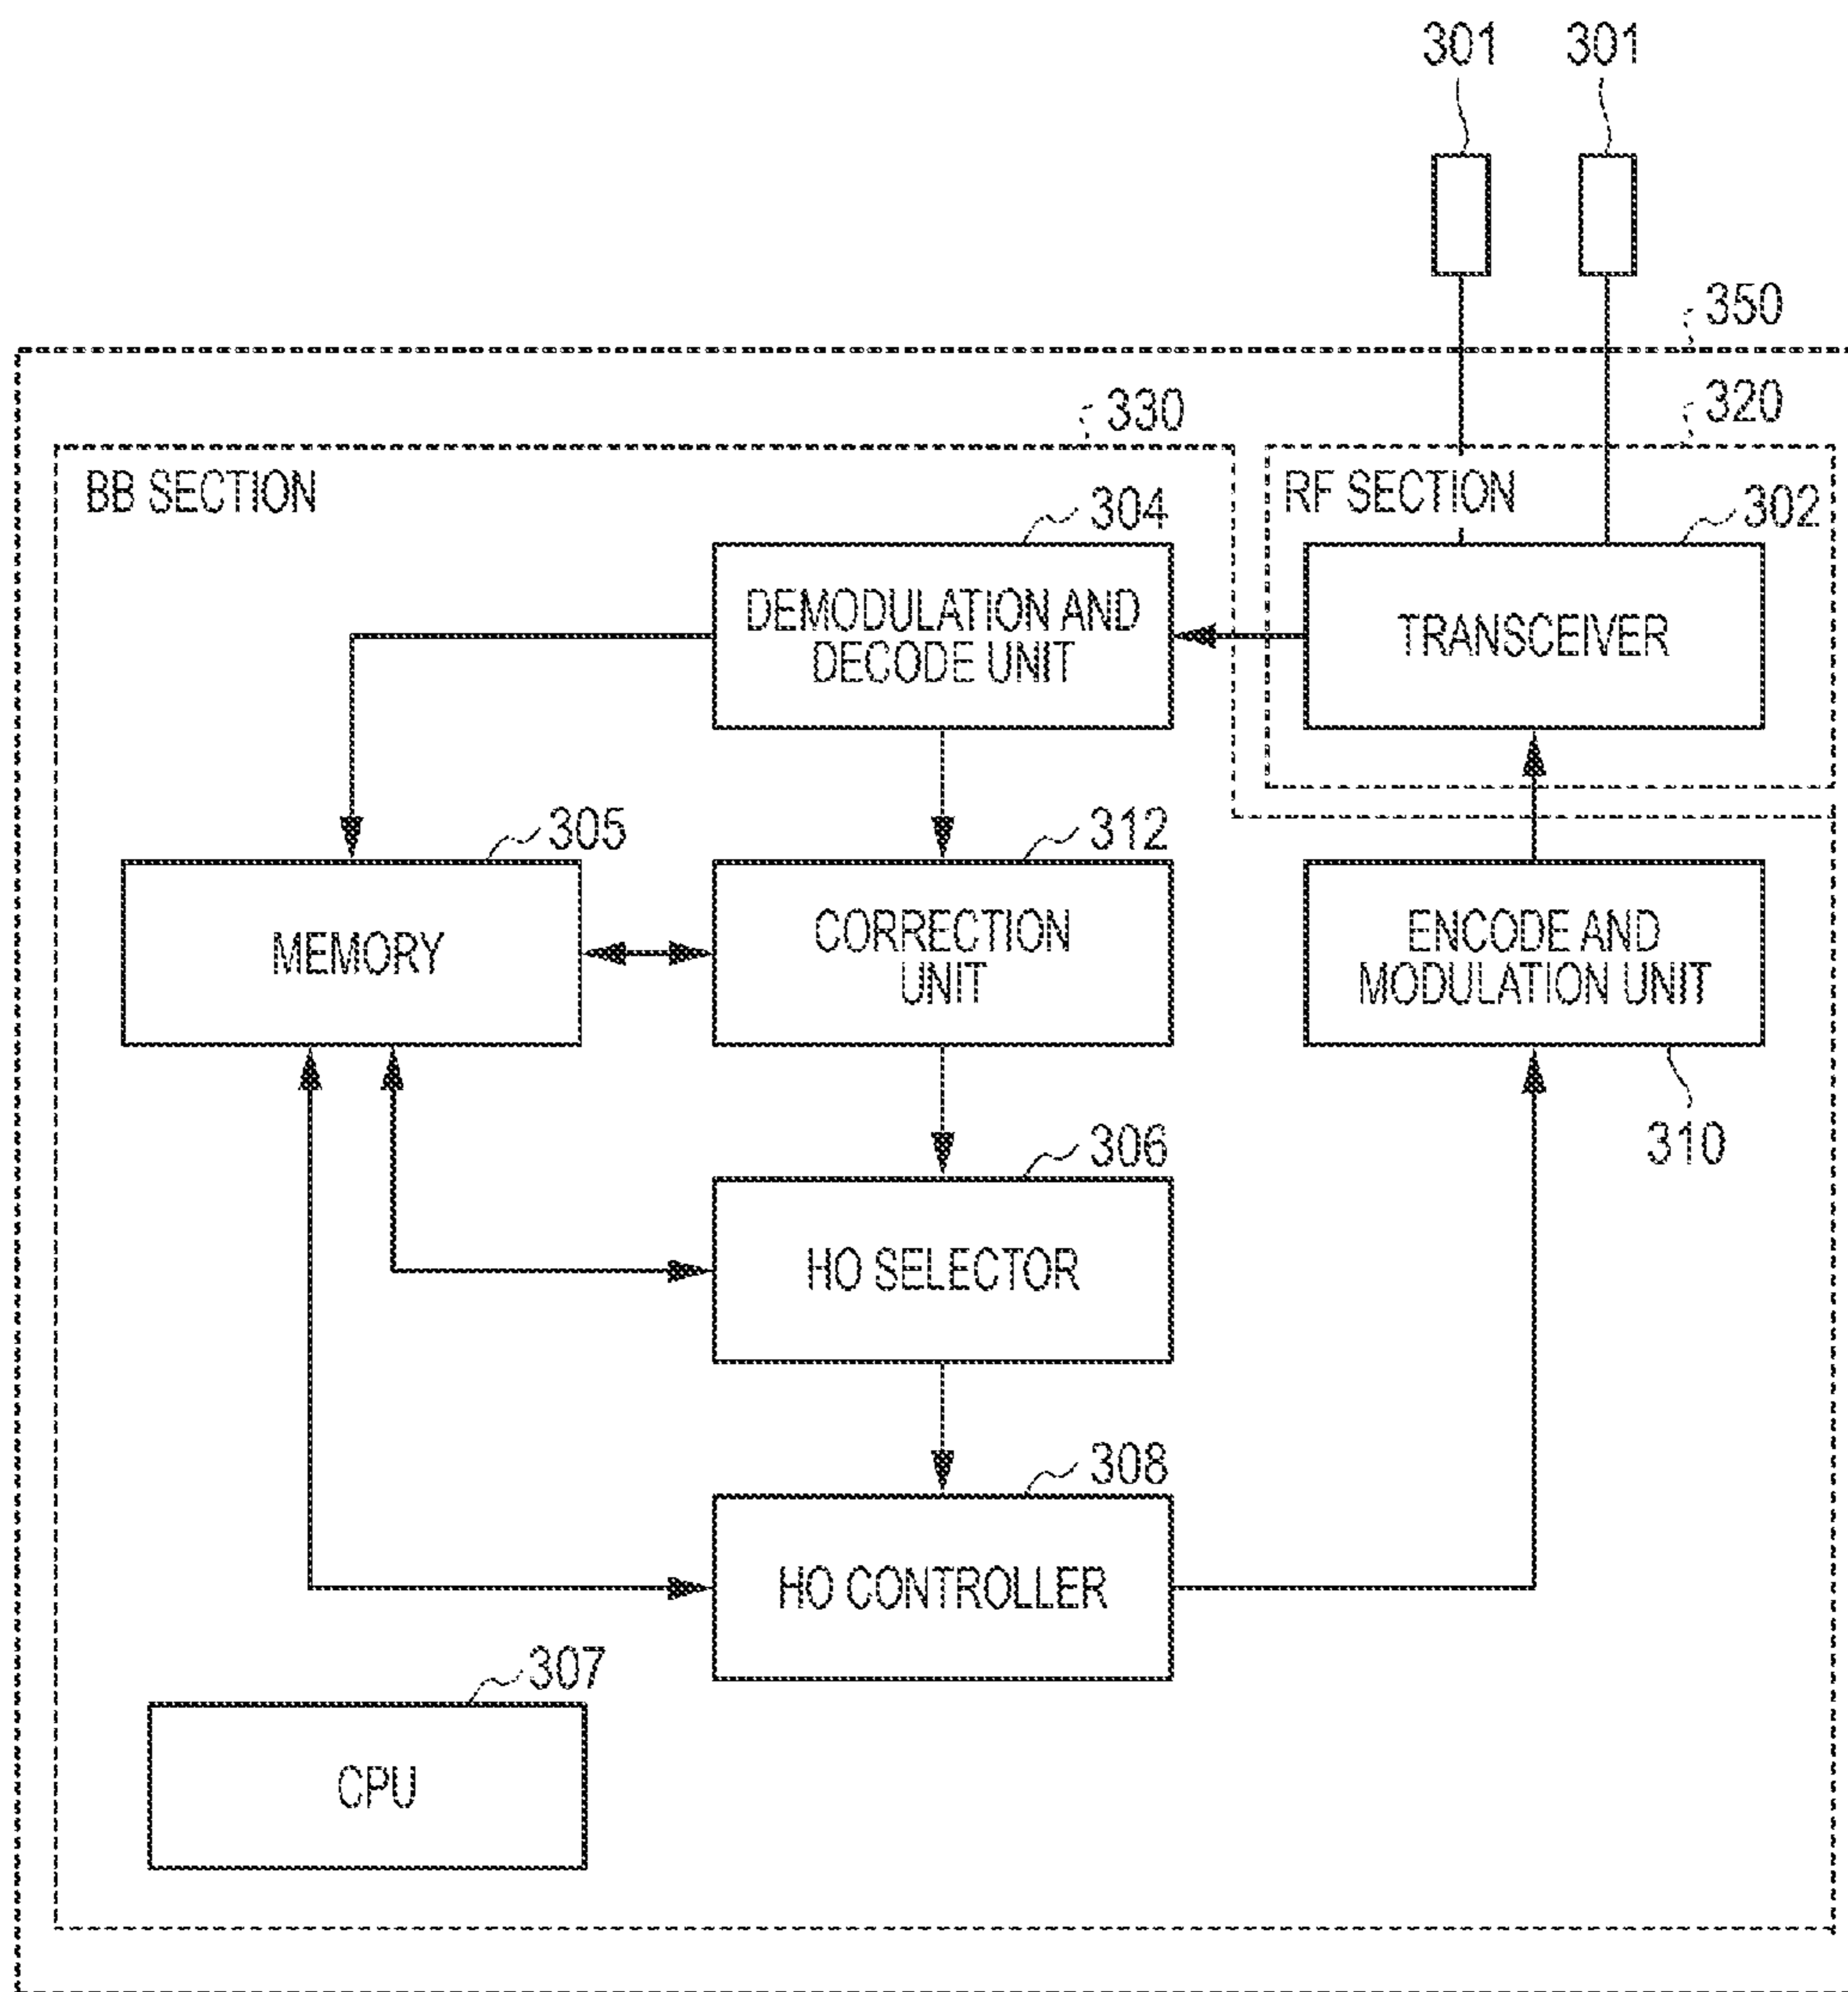 301 301
350
330 320
BB SECTION
RF SECTION
304
302
DEMODULATION AND
DECODE UNIT
TRANSCEIVER
305
312
MEMORY
CORRECTION
UNIT
ENCODE AND
MODULATION UNIT
306
310
HO SELECTOR
308
HO CONTROLLER
307
CPU